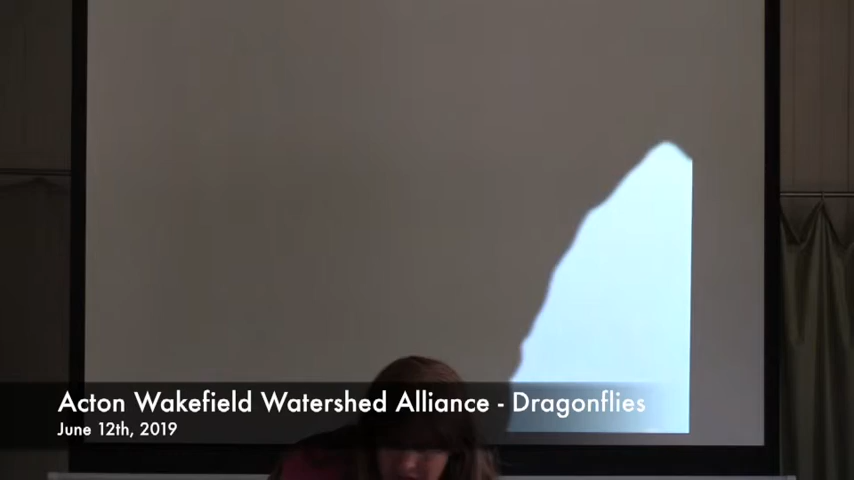 Acton Wakefield Watershed Alliance - Dragonflies
June 12th, 2019